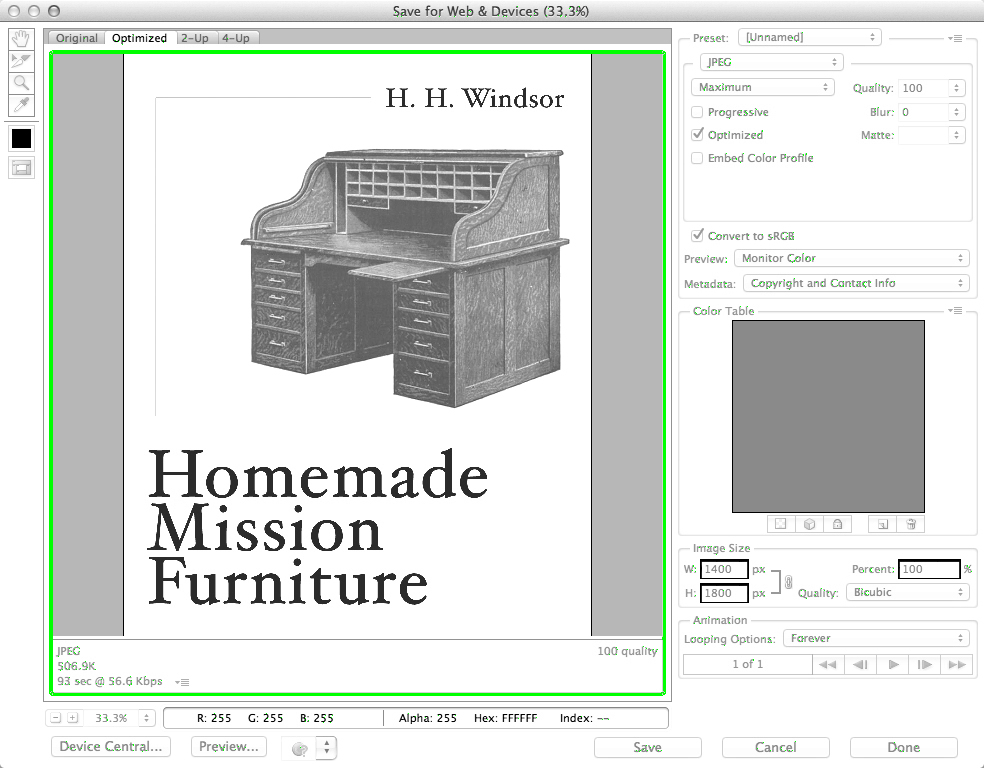 Save for Web & Devices (33.3%)
Original Optimized 2-Up 4-Up
H. H. Windsor
Homemade
Mission
Furniture
JPEG 100 quality
506.9K
93 sec @ 56.6 Kbps
33.3% R: 255 G: 255 B: 255 Alpha: 255 Hex: FFFFFF Index: --
Device Central... Preview...
Preset: [Unnamed]
JPEG
Maximum Quality: 100
Progressive Blur: 0
Optimized Matte:
Embed Color Profile
Convert to sRGB
Preview: Monitor Color
Metadata: Copyright and Contact Info
Color Table
Image Size
W: 1400 px Percent: 100 %
H: 1800 px Quality: Bicubic
Animation
Looping Options: Forever
1 of 1
Save Cancel Done